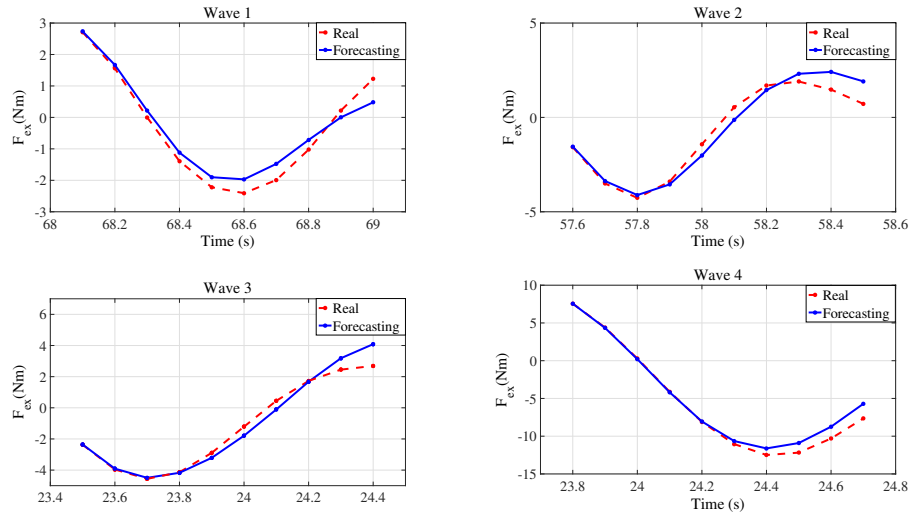 Wave 1
3
2
1
0
-1
-2
3
F_ex(Nm)
68
68.2
68.4
68.6
68.8
69
Time (s)
Real
Forecasting
Wave 2
5
0
-5
F_ex(Nm)
57.6
57.8
58
58.2
58.4
58.6
Time (s)
Real
Forecasting
Wave 3
6
4
2
0
-2
-4
F_ex(Nm)
23.4
23.6
23.8
24
24.2
24.4
Real
Forecasting
Wave 4
10
5
0
-5
-10
-15
F_ex(Nm)
23.8
24
24.2
24.4
24.6
24.8
Time (s)
Real
Forecasting